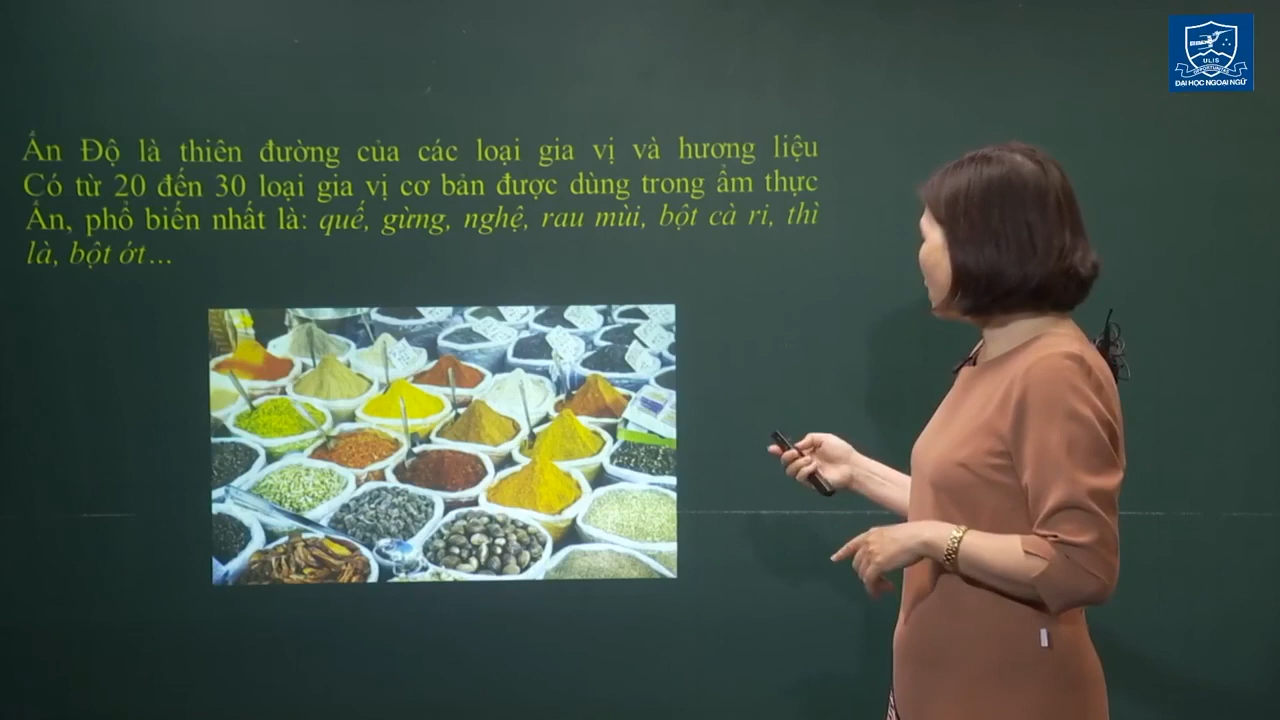 Ấn Độ là thiên đường của các loại gia vị và hương liệu
Có từ 20 đến 30 loại gia vị cơ bản được dùng trong ẩm thực
Ấn, phổ biến nhất là: quế, gừng, nghệ, rau mùi, bột cà ri, thì
là, bột ớt...
ULIS
ĐẠI HỌC NGOẠI NGỮ